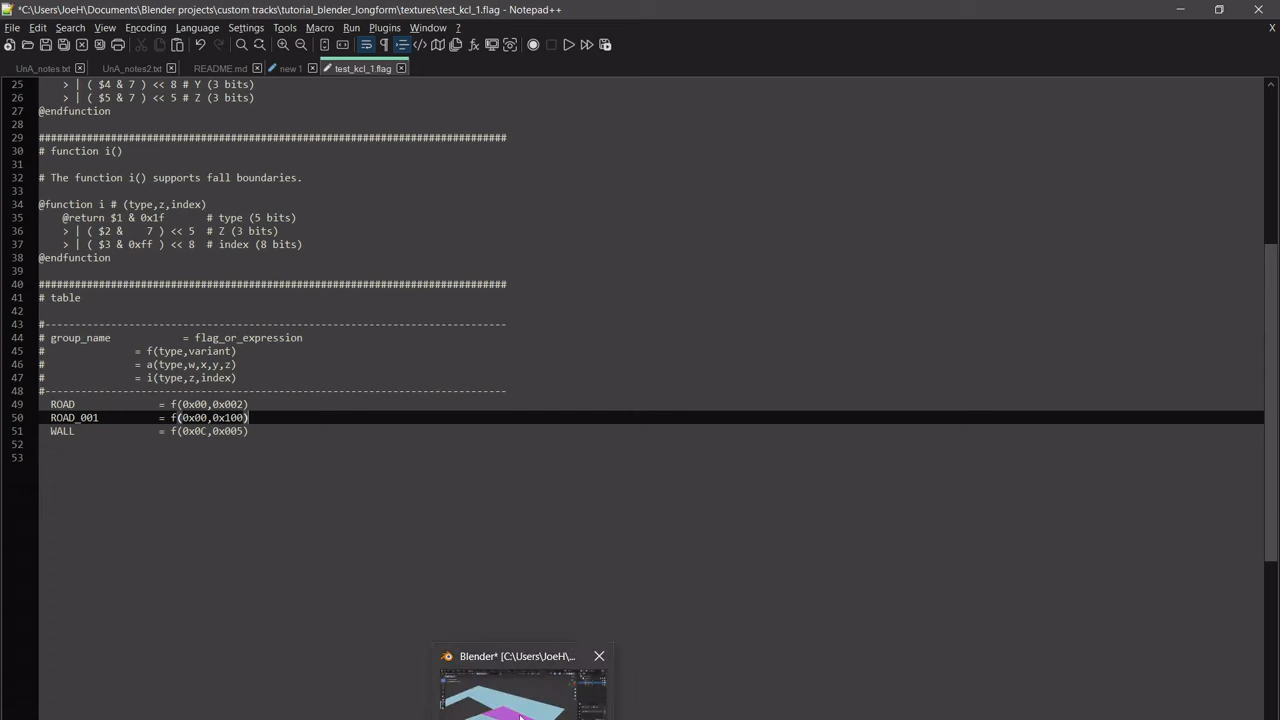 *C:\Users\JoeH\Documents\Blender projects\custom tracks\tutorial_blender_longform\textures\test_kcl_1.flag - Notepad++
File Edit Search View Encoding Language Settings Tools Macro Run Plugins Window ? X
UnA_notes.txt UnA_notes2.txt README.md new 1 test_kcl_1.flag
25 > | ( $4 & 7 ) << 8 # Y (3 bits)
26 > | ( $5 & 7 ) << 5 # Z (3 bits)
27 @endfunction
28
29 ##############################################################################
30 # function i()
31
32 # The function i() supports fall boundaries.
33
34 @function i # (type,z,index)
35 @return $1 & 0x1f # type (5 bits)
36 > | ( $2 & 7 ) << 5 # Z (3 bits)
37 > | ( $3 & 0xff ) << 8 # index (8 bits)
38 @endfunction
39
40 ##############################################################################
41 # table
42
43 #-----------------------------------------------------------------------------
44 # group_name = flag_or_expression
45 # = f(type,variant)
46 # = a(type,w,x,y,z)
47 # = i(type,z,index)
48 #-----------------------------------------------------------------------------
49 ROAD = f(0x00,0x002)
50 ROAD_001 = f(0x00,0x100)
51 WALL = f(0x0C,0x005)
52
53
Blender* [C:\Users\JoeH\...